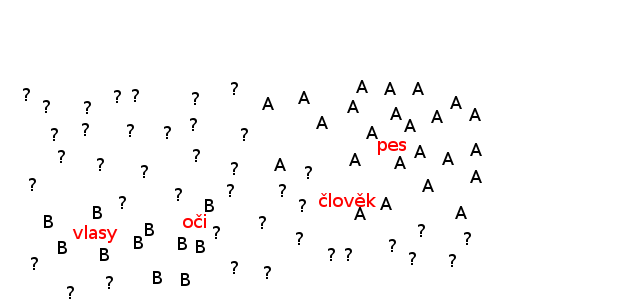 ? ? ? ? ? ? ? A A A A A A A
? ? ? ? ? ? A A A A A A
? ? ? ? ? A ? A pes A A A A
? ? ? B ? ? ? člověk A A A
B B vlasy B oči ? ? A ? A
B B B B B ? ? ? ? ? ? ?
? ? ? B B ? ?